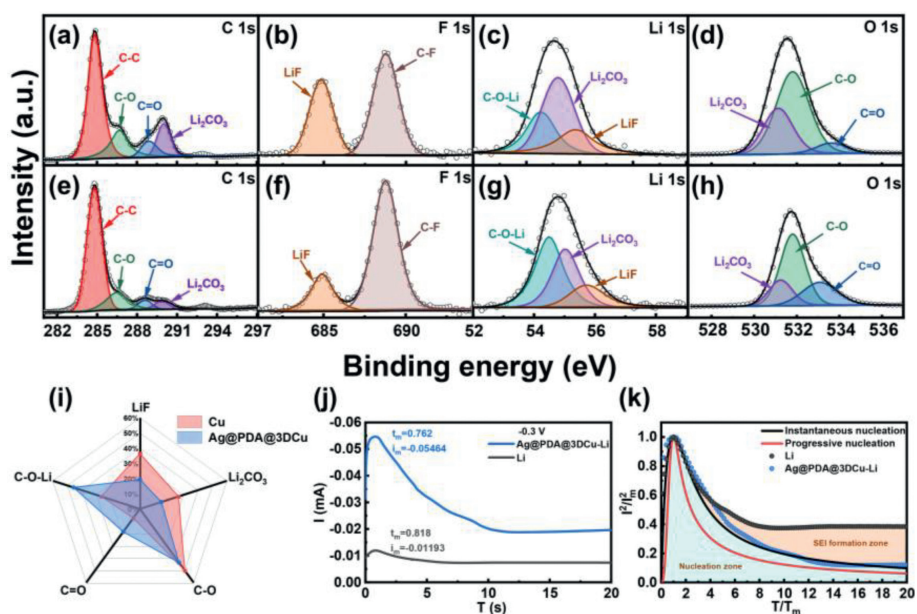 (a) C 1s
C-C
C-O
C=O
Li₂CO₃
(b) F 1s
LiF
C-F
(c) Li 1s
C-O-Li
Li₂CO₃
LiF
(d) O 1s
Li₂CO₃
C-O
C=O
(e) C 1s
C-C
C-O
C=O
Li₂CO₃
(f) F 1s
LiF
C-F
(g) Li 1s
C-O-Li
Li₂CO₃
LiF
(h) O 1s
Li₂CO₃
C-O
C=O
Intensity (a.u.)
282 285 288 291 294 297
685 690
52 54 56 58
528 530 532 534 536
Binding energy (eV)
(i)
LiF
60%
50%
40%
30%
20%
10%
Cu
Ag@PDA@3DCu
C-O-Li
Li₂CO₃
C=O
C-O
(j)
-0.06
-0.05
-0.04
-0.03
-0.02
-0.01
0.00
I (mA)
-0.3 V
tm=0.762
im=-0.05464
Ag@PDA@3DCu-Li
Li
tm=0.818
im=-0.01193
0 5 10 15 20
T (s)
(k)
1.0
0.8
0.6
0.4
0.2
0.0
I²/I²m
Instantaneous nucleation
Progressive nucleation
Li
Ag@PDA@3DCu-Li
SEI formation zone
Nucleation zone
0 2 4 6 8 10 12 14 16 18 20
T/Tm